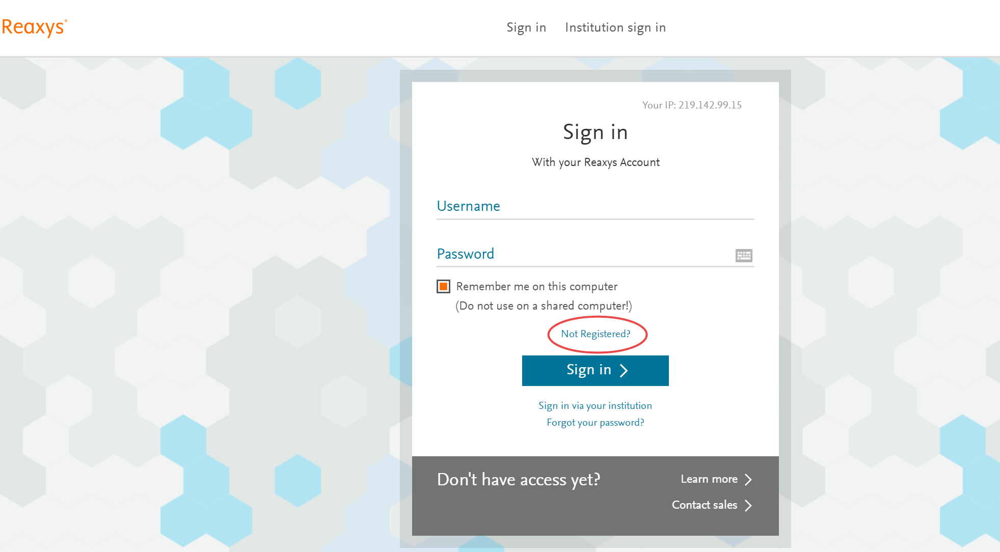 Reaxys®
Sign in
Institution sign in
Your IP: 219.142.99.15
Sign in
With your Reaxys Account
Username
Password
Remember me on this computer
(Do not use on a shared computer!)
Not Registered?
Sign in
Sign in via your institution
Forgot your password?
Don't have access yet?
Learn more
Contact sales